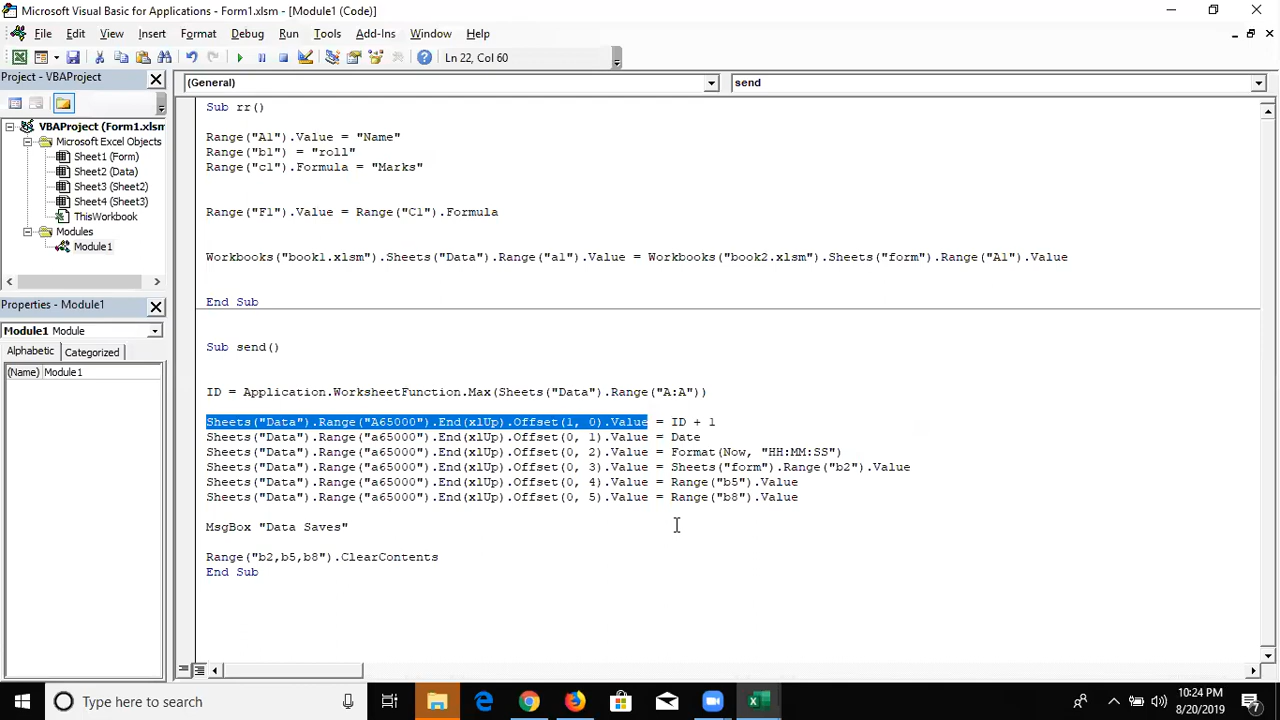 Microsoft Visual Basic for Applications - Form1.xlsm - [Module1 (Code)]
File Edit View Insert Format Debug Run Tools Add-Ins Window Help
Ln 22, Col 60
Project - VBAProject
VBAProject (Form1.xlsm
Microsoft Excel Objects
Sheet1 (Form)
Sheet2 (Data)
Sheet3 (Sheet2)
Sheet4 (Sheet3)
ThisWorkbook
Modules
Module1
Properties - Module1
Module1 Module
Alphabetic Categorized
(Name) Module1
(General) send
Sub rr()
Range("A1").Value = "Name"
Range("b1") = "roll"
Range("c1").Formula = "Marks"
Range("F1").Value = Range("C1").Formula
Workbooks("book1.xlsm").Sheets("Data").Range("a1").Value = Workbooks("book2.xlsm").Sheets("form").Range("A1").Value
End Sub
Sub send()
ID = Application.WorksheetFunction.Max(Sheets("Data").Range("A:A"))
Sheets("Data").Range("A65000").End(xlUp).Offset(1, 0).Value = ID + 1
Sheets("Data").Range("a65000").End(xlUp).Offset(0, 1).Value = Date
Sheets("Data").Range("a65000").End(xlUp).Offset(0, 2).Value = Format(Now, "HH:MM:SS")
Sheets("Data").Range("a65000").End(xlUp).Offset(0, 3).Value = Sheets("form").Range("b2").Value
Sheets("Data").Range("a65000").End(xlUp).Offset(0, 4).Value = Range("b5").Value
Sheets("Data").Range("a65000").End(xlUp).Offset(0, 5).Value = Range("b8").Value
MsgBox "Data Saves"
Range("b2,b5,b8").ClearContents
End Sub
Type here to search
10:24 PM
8/20/2019
7